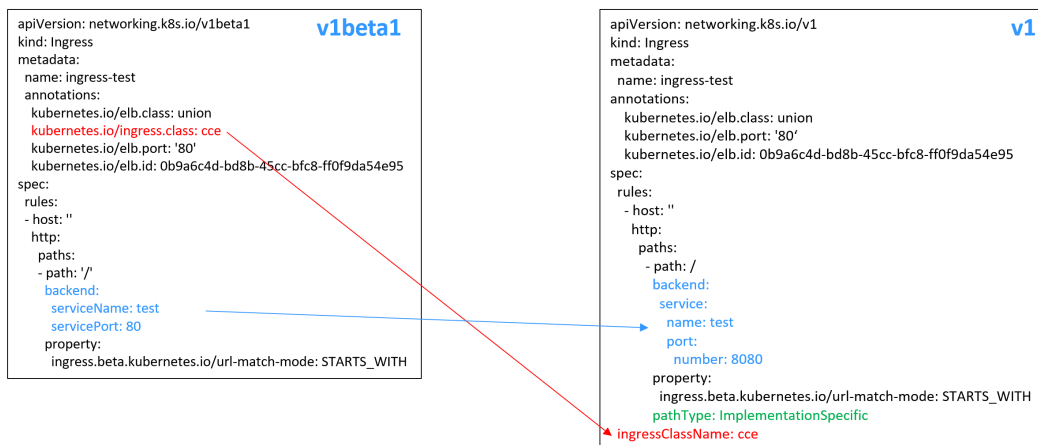 apiVersion: networking.k8s.io/v1beta1
v1beta1
kind: Ingress
metadata:
name: ingress-test
annotations:
kubernetes.io/elb.class: union
kubernetes.io/ingress.class: cce
kubernetes.io/elb.port: '80'
kubernetes.io/elb.id: 0b9a6c4d-bd8b-45cc-bfc8-ff0f9da54e95
spec:
rules:
- host: ''
http:
paths:
- path: '/'
backend:
serviceName: test
servicePort: 80
property:
ingress.beta.kubernetes.io/url-match-mode: STARTS_WITH
apiVersion: networking.k8s.io/v1
v1
kind: Ingress
metadata:
name: ingress-test
annotations:
kubernetes.io/elb.class: union
kubernetes.io/elb.port: '80‘
kubernetes.io/elb.id: 0b9a6c4d-bd8b-45cc-bfc8-ff0f9da54e95
spec:
rules:
- host: ''
http:
paths:
- path: /
backend:
service:
name: test
port:
number: 8080
property:
ingress.beta.kubernetes.io/url-match-mode: STARTS_WITH
pathType: ImplementationSpecific
ingressClassName: cce